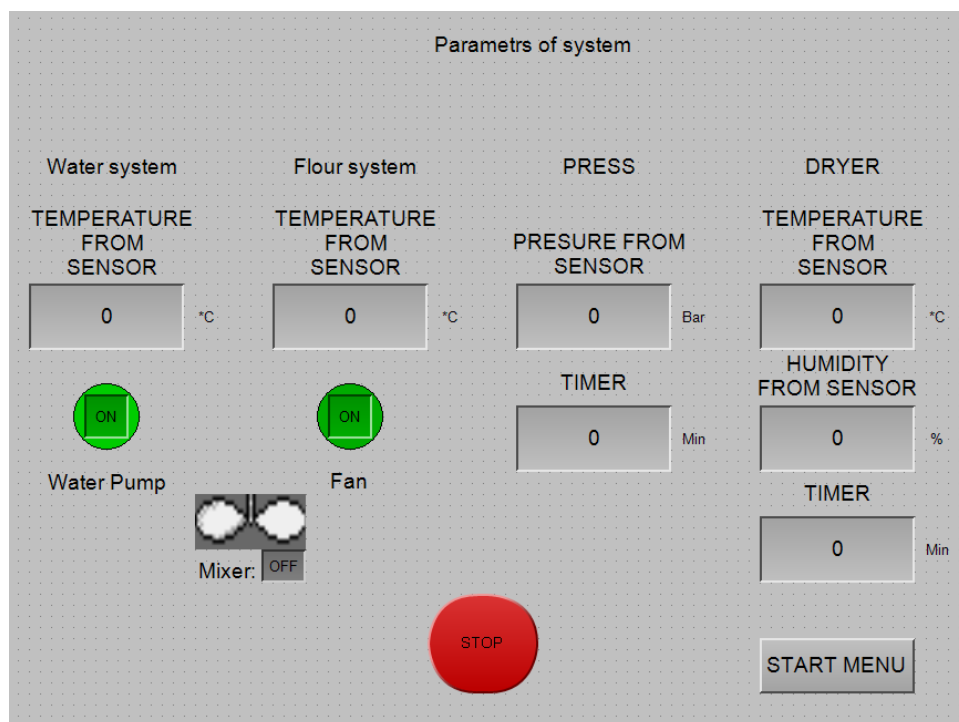 Parametrs of system
Water system
Flour system
PRESS
DRYER
TEMPERATURE
FROM
SENSOR
0
*C
TEMPERATURE
FROM
SENSOR
0
*C
PRESURE FROM
SENSOR
0
Bar
TEMPERATURE
FROM
SENSOR
0
*C
ON
Water Pump
ON
Fan
TIMER
0
Min
HUMIDITY
FROM SENSOR
0
%
TIMER
0
Min
Mixer:
OFF
STOP
START MENU